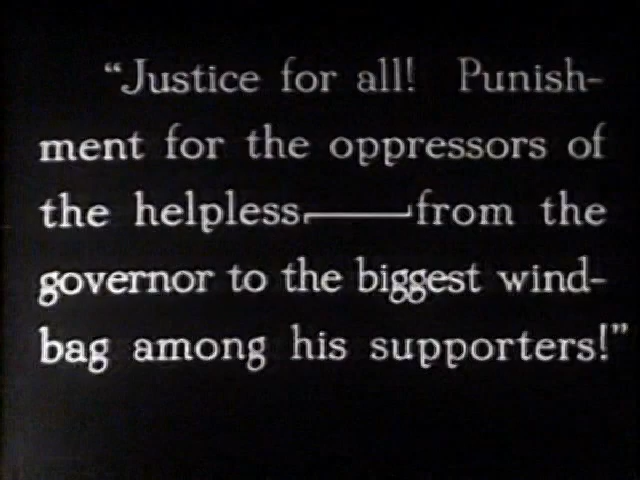 “Justice for all! Punish-
ment for the oppressors of
the helpless——from the
governor to the biggest wind-
bag among his supporters!”